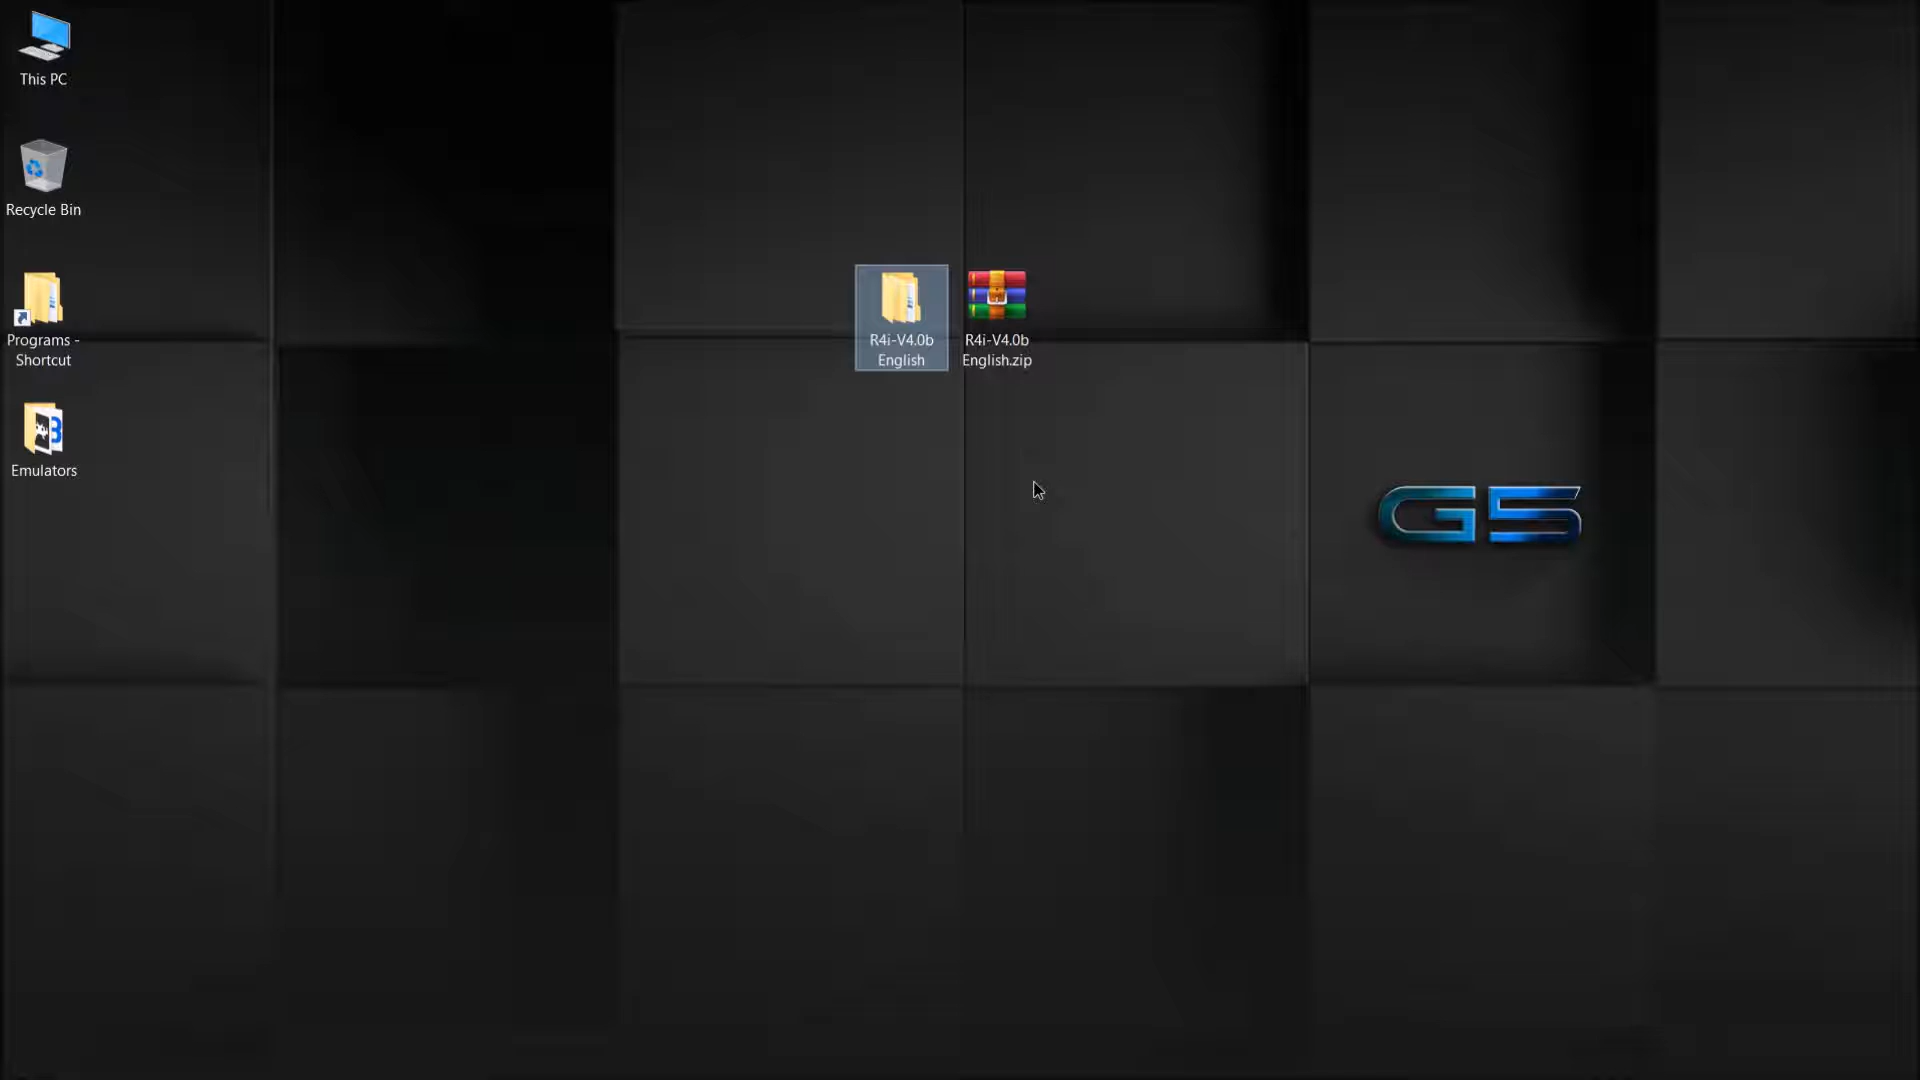 This PC
Recycle Bin
Programs -
Shortcut
Emulators
R4i-V4.0b
English
R4i-V4.0b
English.zip
G5